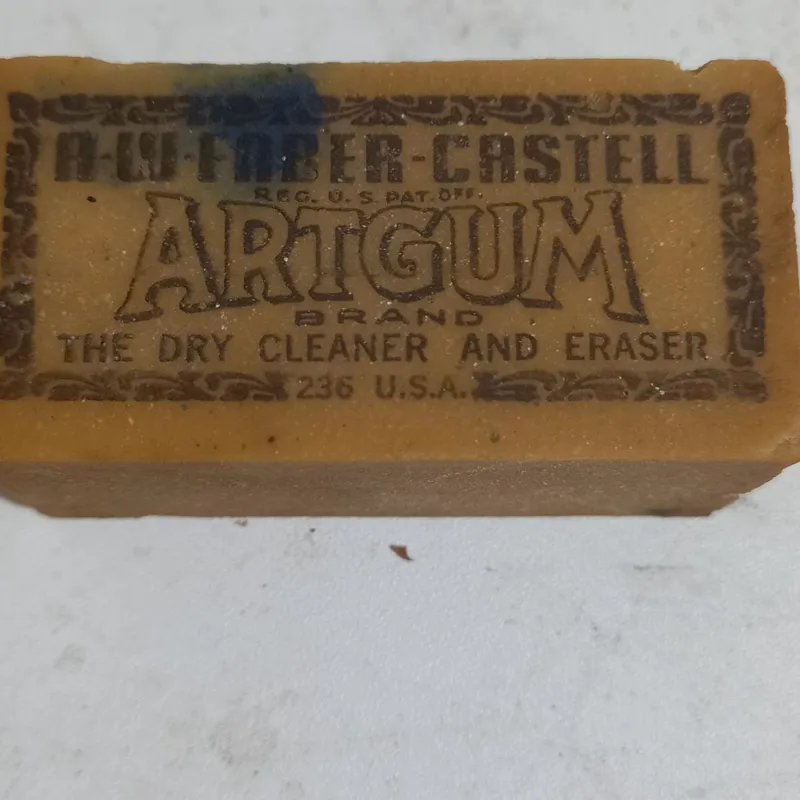 A·W·FABER-CASTELL
REG. U. S. PAT. OFF.
ARTGUM
BRAND
THE DRY CLEANER AND ERASER
236 U.S.A.